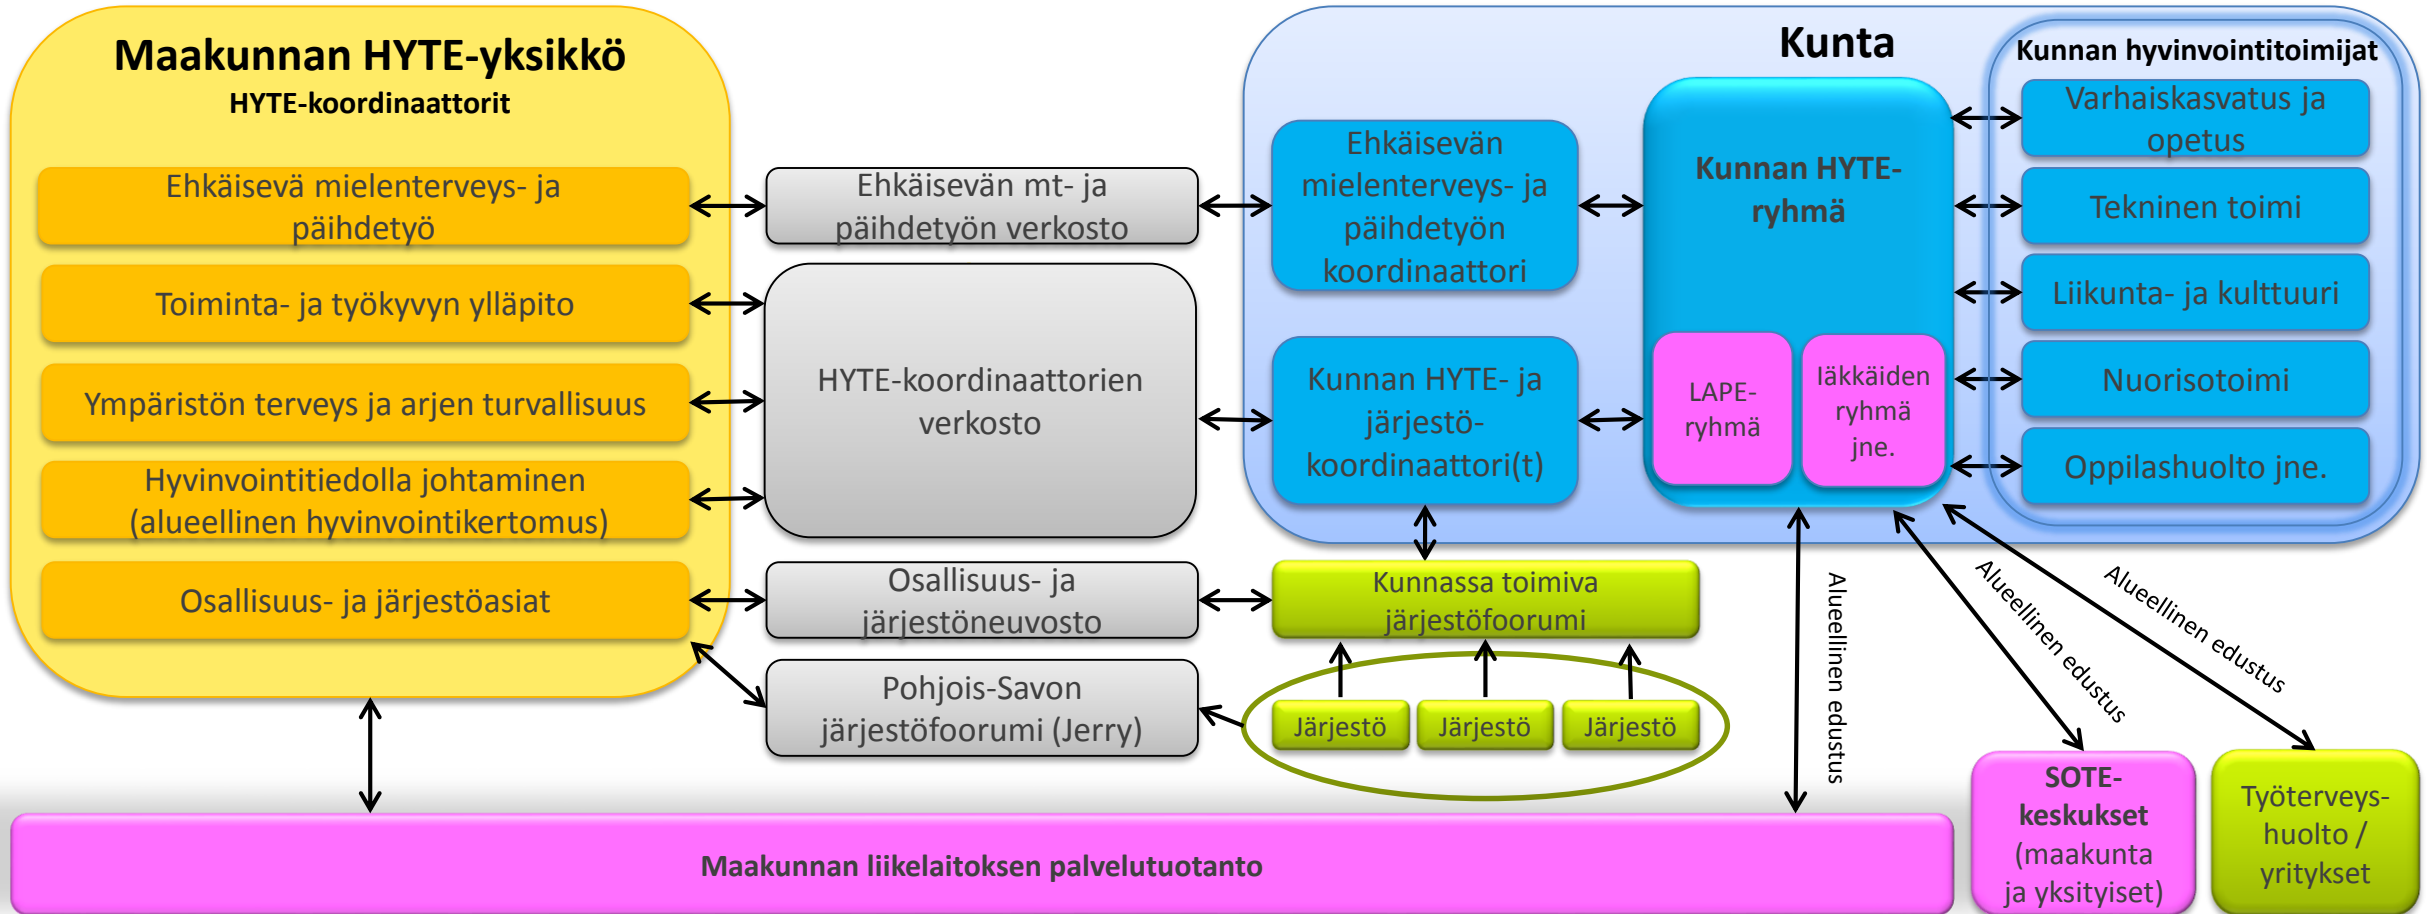 Maakunnan HYTE-yksikkö
HYTE-koordinaattorit
Ehkäisevä mielenterveys- ja
päihdetyö
Toiminta- ja työkyvyn ylläpito
Ympäristön terveys ja arjen turvallisuus
Hyvinvointitiedolla johtaminen
(alueellinen hyvinvointikertomus)
Osallisuus- ja järjestöasiat
Ehkäisevän mt- ja
päihdetyön verkosto
HYTE-koordinaattorien
verkosto
Osallisuus- ja
järjestöneuvosto
Pohjois-Savon
järjestöfoorumi (Jerry)
Kunta
Ehkäisevän
mielenterveys- ja
päihdetyön
koordinaattori
Kunnan HYTE- ja
järjestö-
koordinaattori(t)
Kunnan HYTE-
ryhmä
LAPE-
ryhmä
Iäkkäiden
ryhmä
jne.
Kunnan hyvinvointitoimijat
Varhaiskasvatus ja
opetus
Tekninen toimi
Liikunta- ja kulttuuri
Nuorisotoimi
Oppilashuolto jne.
Kunnassa toimiva
järjestöfoorumi
Järjestö
Järjestö
Järjestö
Alueellinen edustus
Alueellinen edustus
Alueellinen edustus
Maakunnan liikelaitoksen palvelutuotanto
SOTE-
keskukset
(maakunta
ja yksityiset)
Työterveys-
huolto /
yritykset